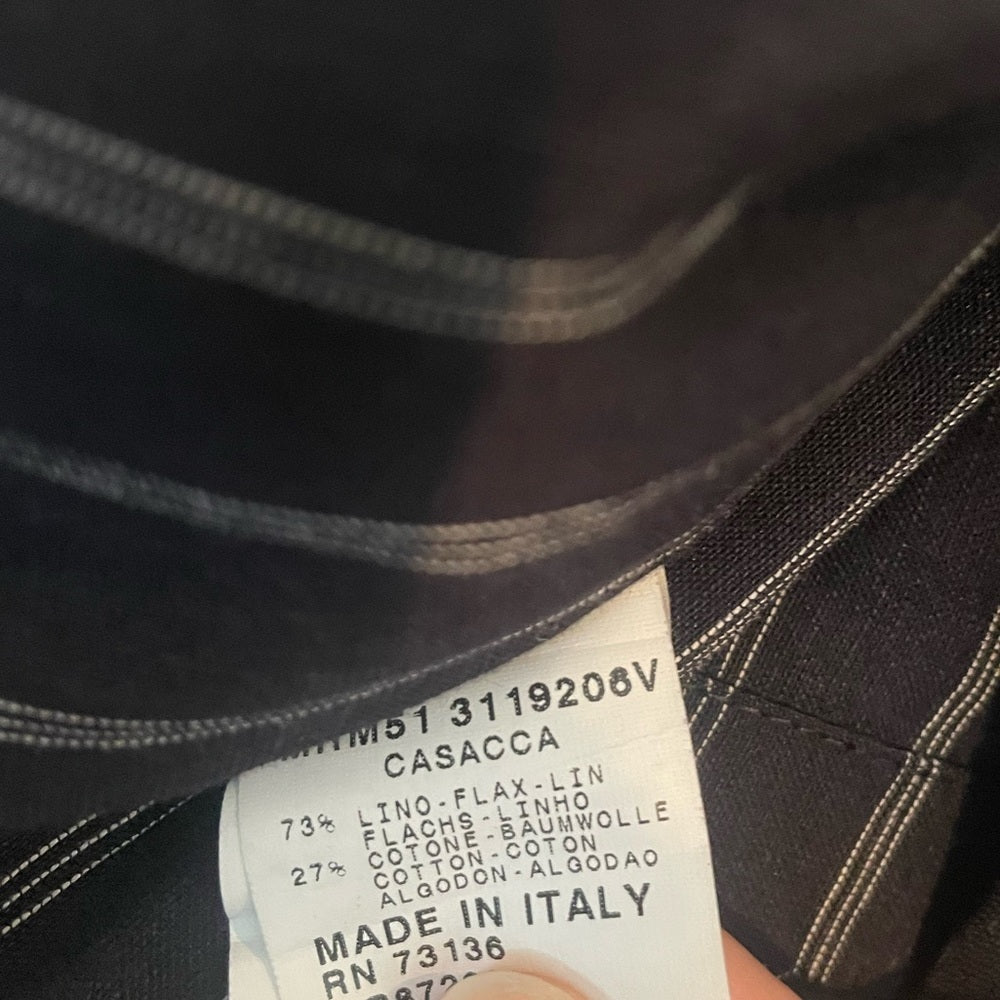 M51 3119206V
CASACCA
73% LINO-FLAX-LIN
FLACHS-LINHO
27% COTONE-BAUMWOLLE
COTTON-COTON
ALGODON-ALGODAO
MADE IN ITALY
RN 73136